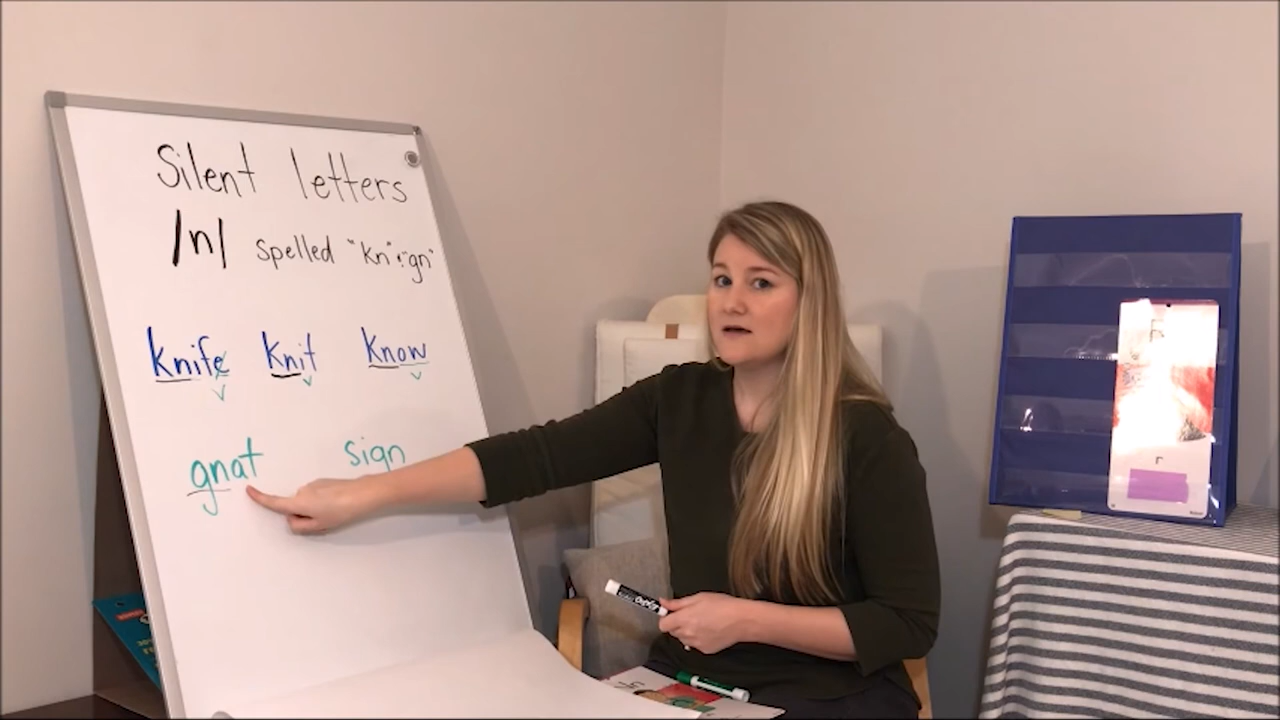 Silent letters
/n/ spelled "kn" & "gn"
knife knit know
v v v
gnat sign
r